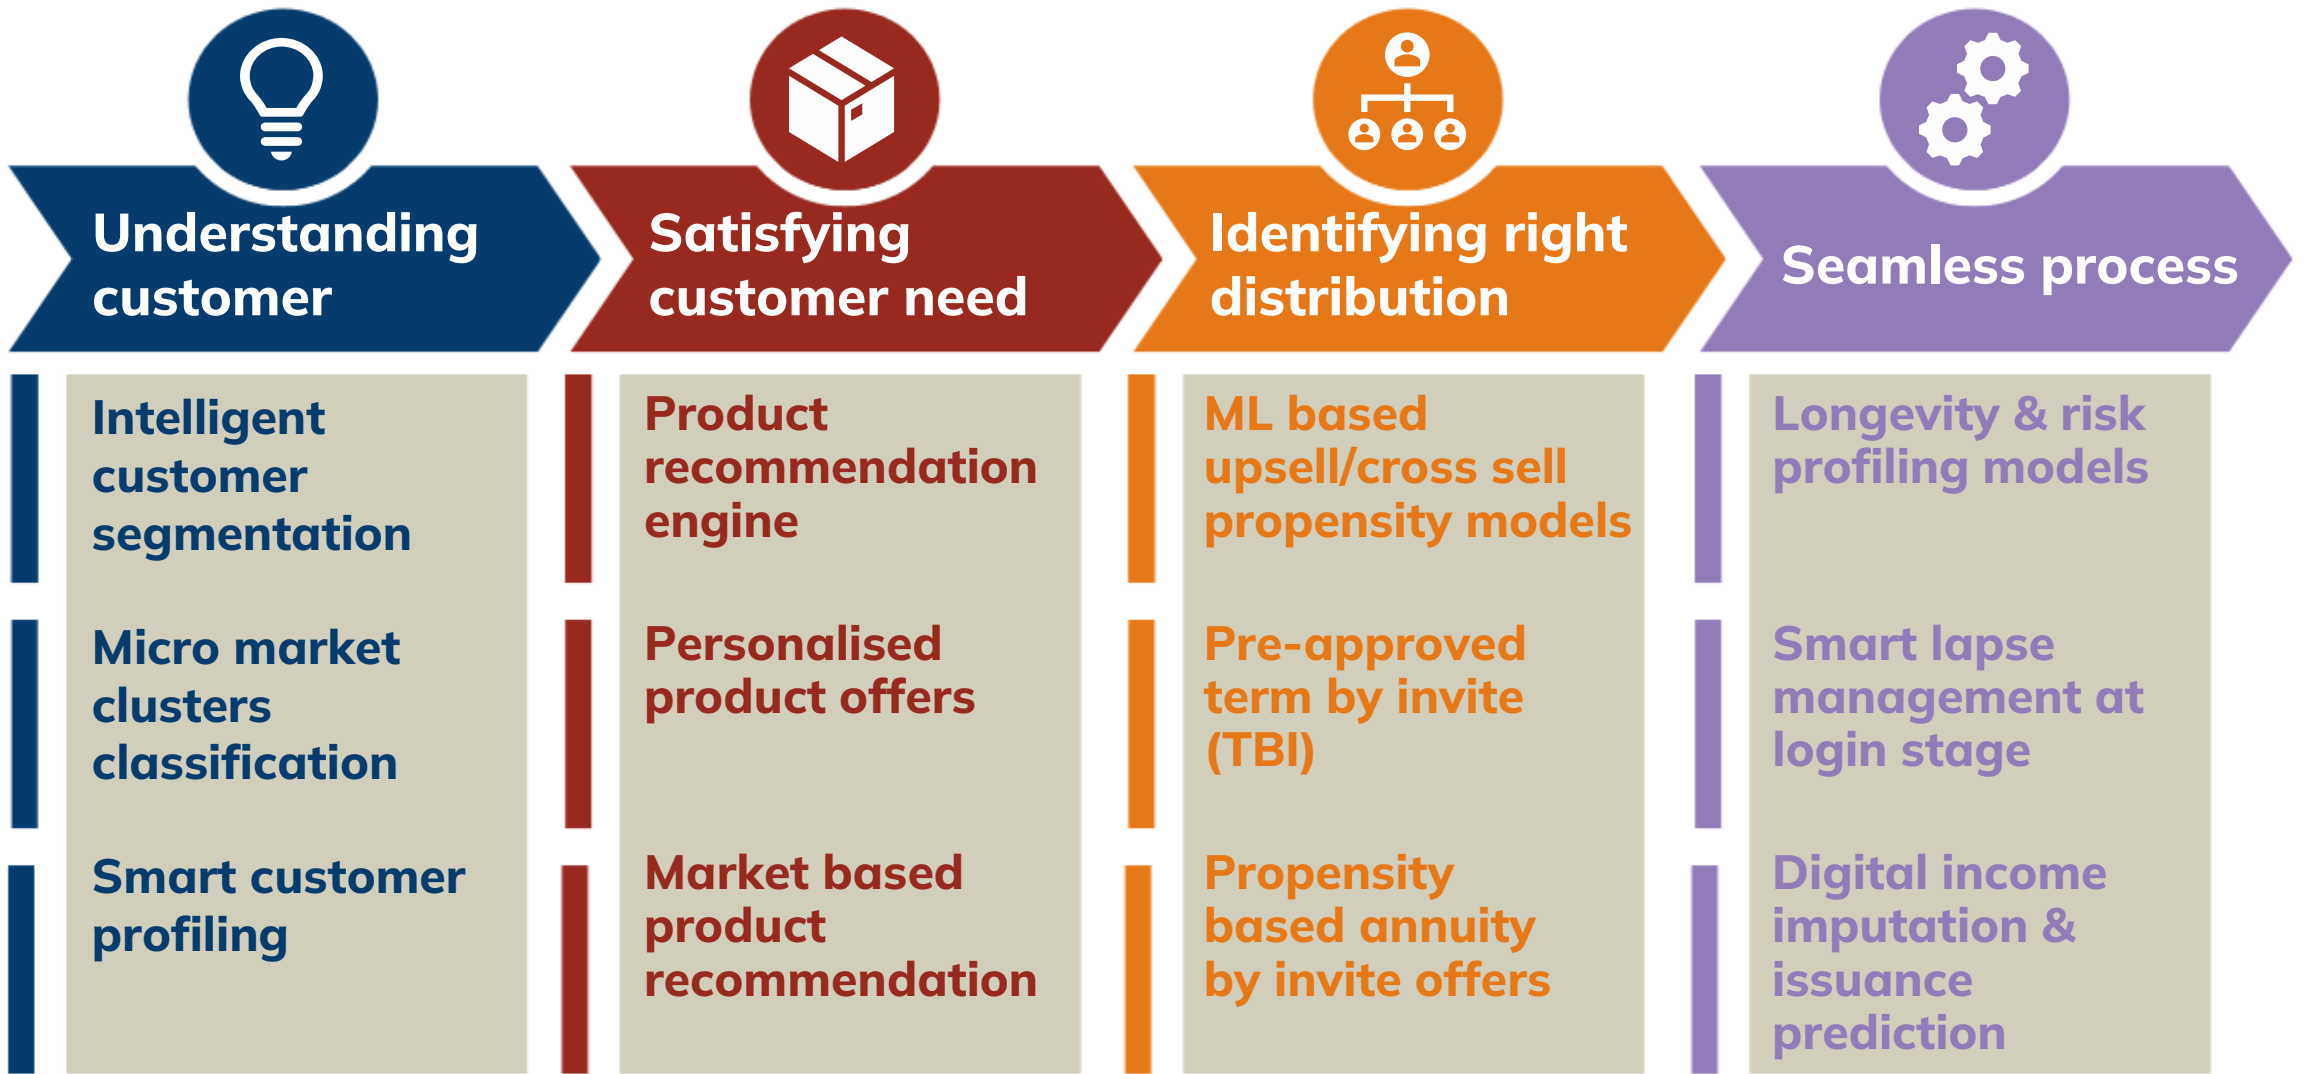 Understanding
customer
Intelligent
customer
segmentation
Micro market
clusters
classification
Smart customer
profiling
Satisfying
customer need
Product
recommendation
engine
Personalised
product offers
Market based
product
recommendation
Identifying right
distribution
ML based
upsell/cross sell
propensity models
Pre-approved
term by invite
(TBI)
Propensity
based annuity
by invite offers
Seamless process
Longevity & risk
profiling models
Smart lapse
management at
login stage
Digital income
imputation &
issuance
prediction